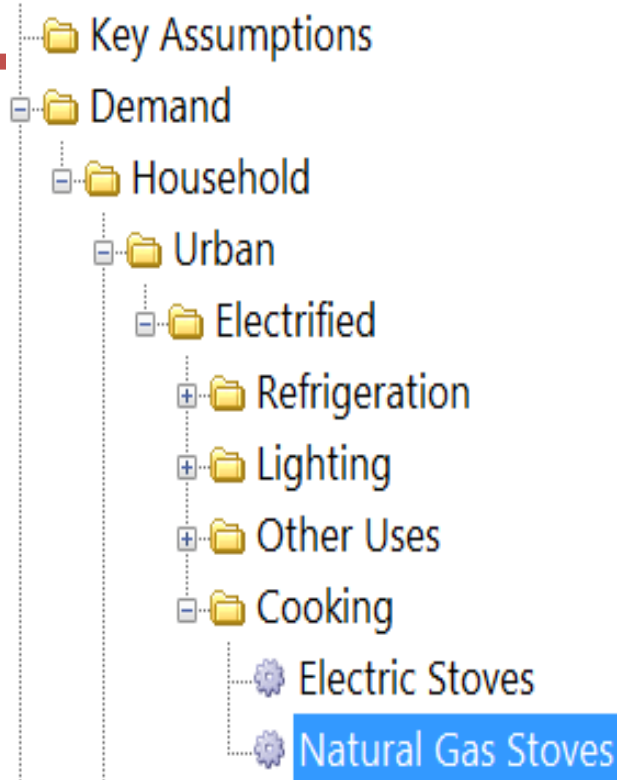 Key Assumptions
Demand
Household
Urban
Electrified
Refrigeration
Lighting
Other Uses
Cooking
Electric Stoves
Natural Gas Stoves